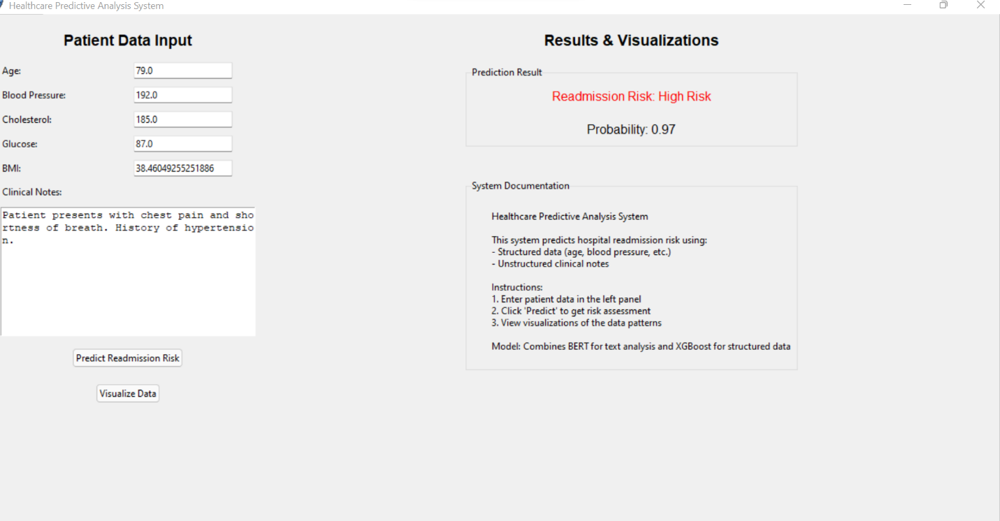 Healthcare Predictive Analysis System
Patient Data Input
Age: 79.0
Blood Pressure: 192.0
Cholesterol: 185.0
Glucose: 87.0
BMI: 38.46049255251886
Clinical Notes:
Patient presents with chest pain and sho
rtness of breath. History of hypertensio
n.
Predict Readmission Risk
Visualize Data
Results & Visualizations
Prediction Result
Readmission Risk: High Risk
Probability: 0.97
System Documentation
Healthcare Predictive Analysis System
This system predicts hospital readmission risk using:
- Structured data (age, blood pressure, etc.)
- Unstructured clinical notes
Instructions:
1. Enter patient data in the left panel
2. Click 'Predict' to get risk assessment
3. View visualizations of the data patterns
Model: Combines BERT for text analysis and XGBoost for structured data